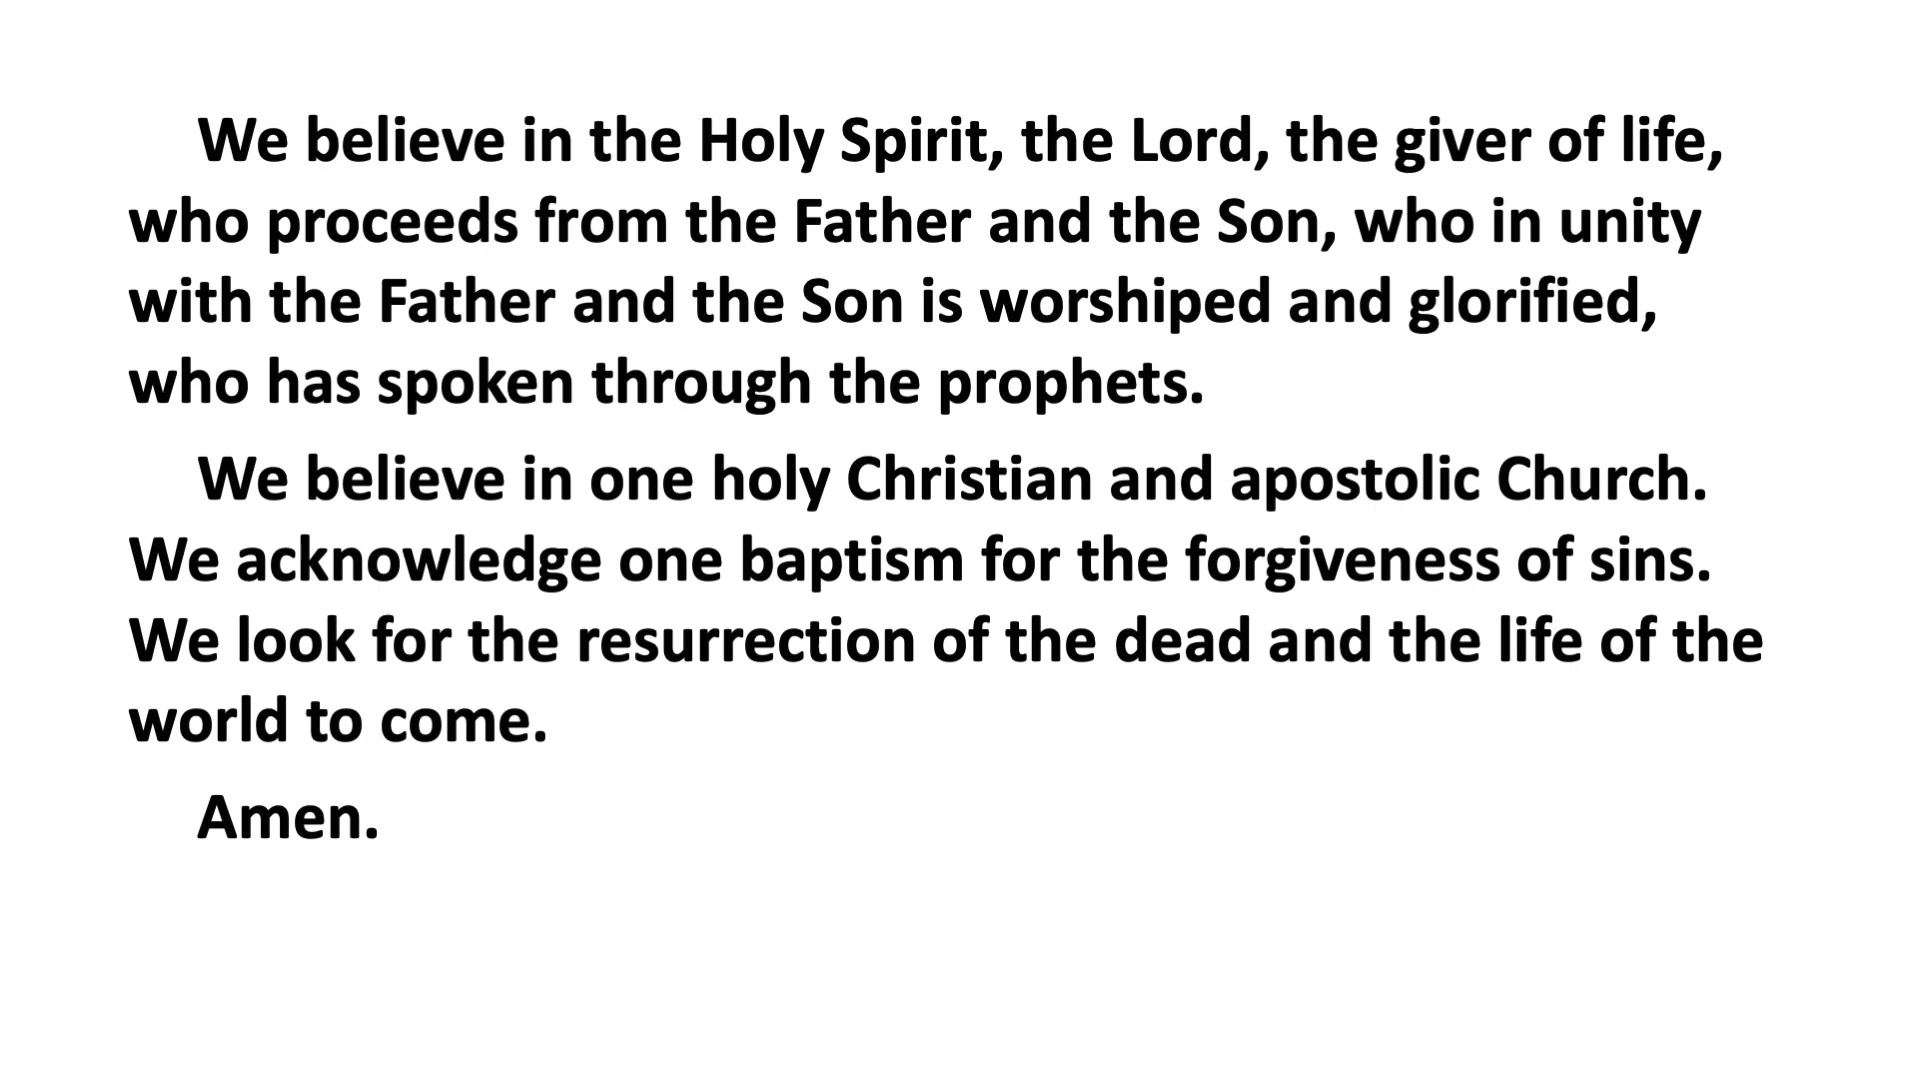 We believe in the Holy Spirit, the Lord, the giver of life,
who proceeds from the Father and the Son, who in unity
with the Father and the Son is worshiped and glorified,
who has spoken through the prophets.
We believe in one holy Christian and apostolic Church.
We acknowledge one baptism for the forgiveness of sins.
We look for the resurrection of the dead and the life of the
world to come.
Amen.